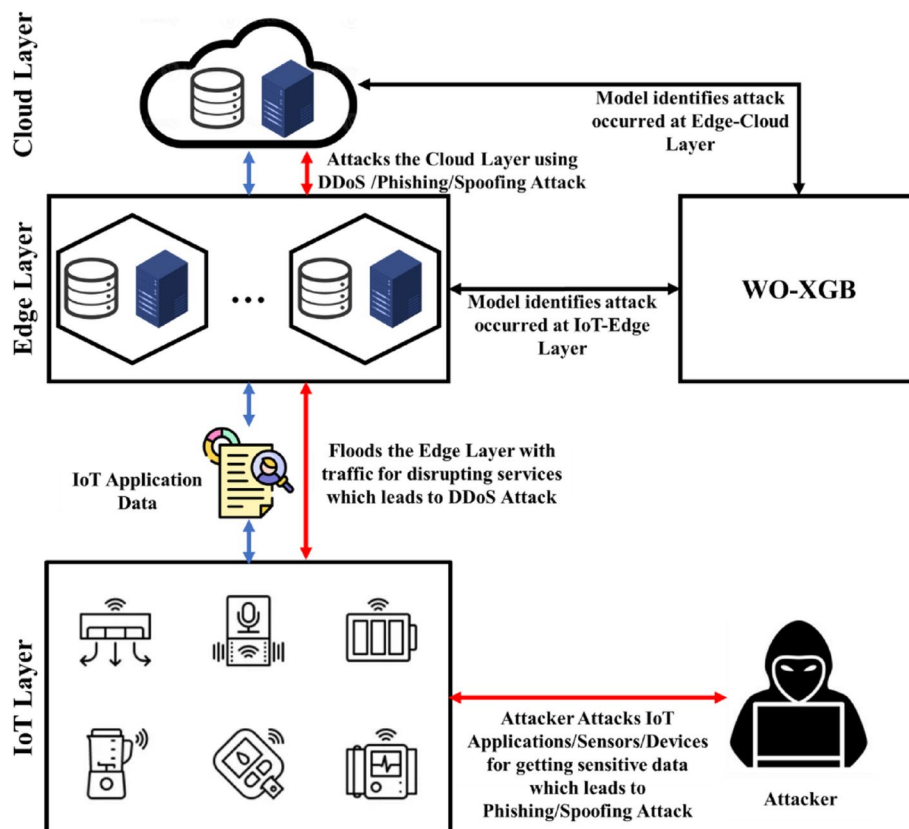 Cloud Layer
Model identifies attack
occurred at Edge-Cloud
Layer
Attacks the Cloud Layer using
DDoS /Phishing/Spoofing Attack
Edge Layer
...
WO-XGB
Model identifies attack
occurred at IoT-Edge
Layer
IoT Application
Data
Floods the Edge Layer with
traffic for disrupting services
which leads to DDoS Attack
IoT Layer
Attacker Attacks IoT
Applications/Sensors/Devices
for getting sensitive data
which leads to
Phishing/Spoofing Attack
Attacker